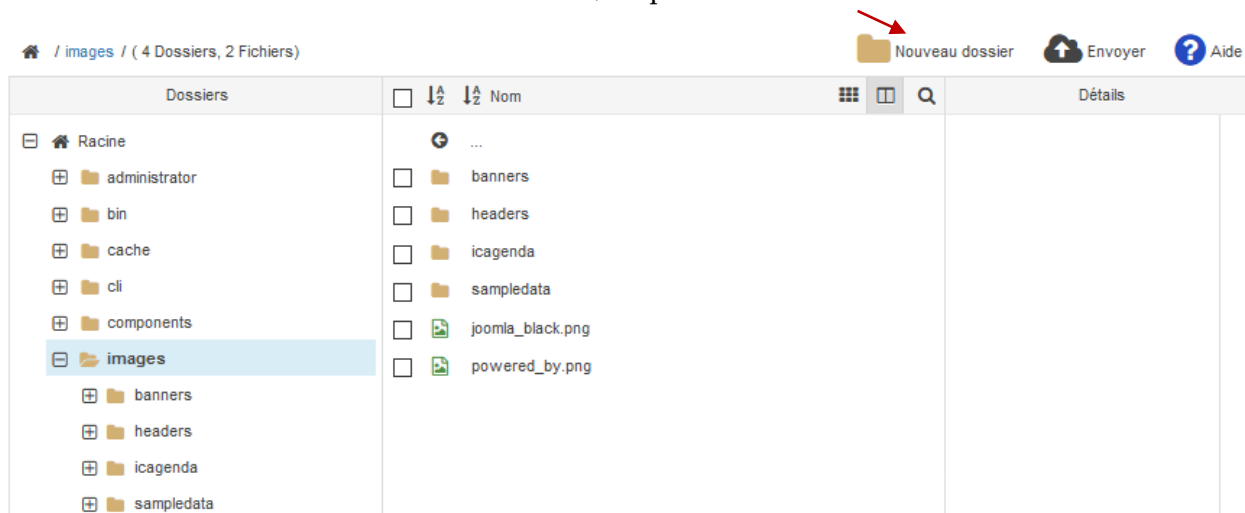 / images / ( 4 Dossiers, 2 Fichiers)
Nouveau dossier
Envoyer
Aide
Dossiers
Nom
Détails
Racine
administrator
bin
cache
cli
components
images
banners
headers
icagenda
sampledata
...
banners
headers
icagenda
sampledata
joomla_black.png
powered_by.png